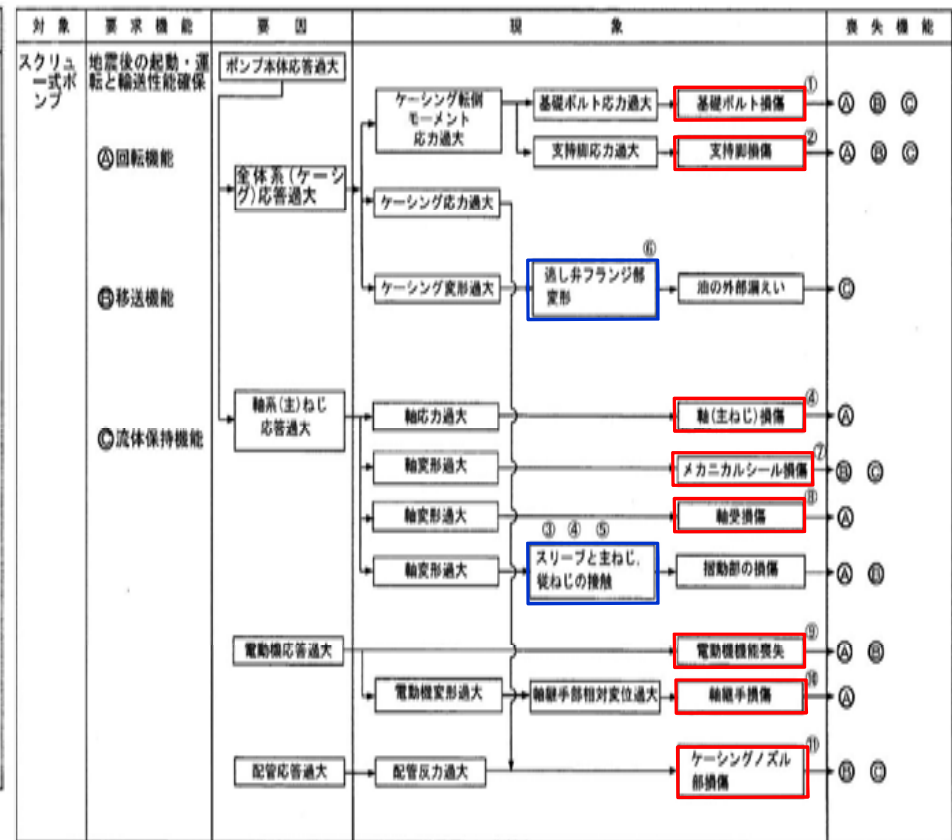 対 象
要 求 機 能
要 因
現 象
喪 失 機 能
スクリュ
ー式ポ
ンプ
地震後の起動・運
転と輸送性能確保
Ⓐ回転機能
Ⓑ移送機能
Ⓒ流体保持機能
ポンプ本体応答過大
全体系(ケーシン
グ)応答過大
ケーシング転倒
モーメント
応力過大
基礎ボルト応力過大
①
基礎ボルト損傷
Ⓐ Ⓑ Ⓒ
支持脚応力過大
②
支持脚損傷
Ⓐ Ⓑ Ⓒ
ケーシング応力過大
ケーシング変形過大
⑥
逃し弁フランジ部
変形
油の外部漏えい
Ⓒ
軸系(主)ねじ
応答過大
軸応力過大
④
軸(主ねじ)損傷
Ⓐ
軸変形過大
⑦
メカニカルシール損傷
Ⓑ Ⓒ
軸変形過大
⑧
軸受損傷
Ⓐ
軸変形過大
③ ④ ⑤
スリーブと主ねじ,
従ねじの接触
摺動部の損傷
Ⓐ Ⓑ
電動機応答過大
⑨
電動機機能喪失
Ⓐ Ⓑ
電動機変形過大
軸継手部相対変位過大
⑩
軸継手損傷
Ⓐ
配管応答過大
配管反力過大
⑪
ケーシングノズル
部損傷
Ⓑ Ⓒ